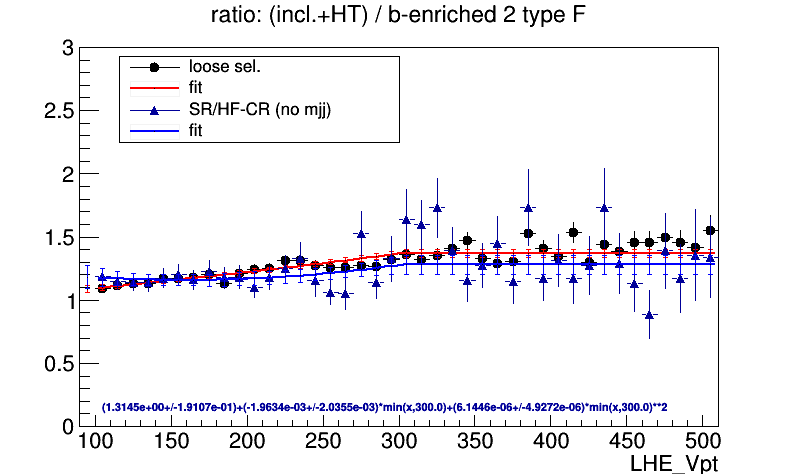 ratio: (incl.+HT) / b-enriched 2 type F
3
loose sel.
fit
SR/HF-CR (no mjj)
fit
2.5
2
1.5
1
0.5
(1.3145e+00+/-1.9107e-01)+(-1.9634e-03+/-2.0355e-03)*min(x,300.0)+(6.1446e-06+/-4.9272e-06)*min(x,300.0)**2
0
100 150 200 250 300 350 400 450 500
LHE_Vpt